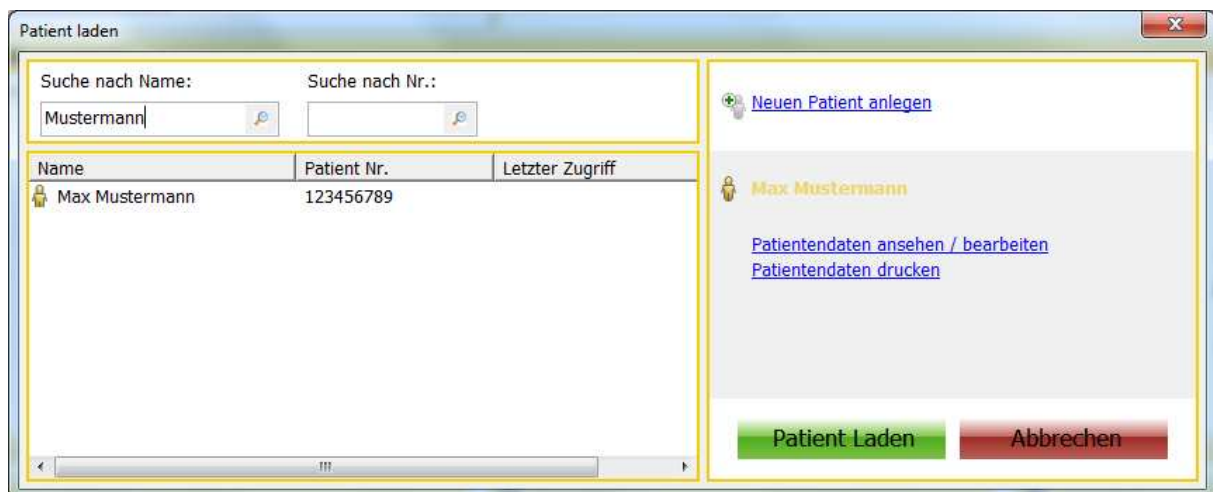 Patient laden
Suche nach Name: Suche nach Nr.:
Mustermann
Name Patient Nr. Letzter Zugriff
Max Mustermann 123456789
Neuen Patient anlegen
Max Mustermann
Patientendaten ansehen / bearbeiten
Patientendaten drucken
Patient Laden Abbrechen